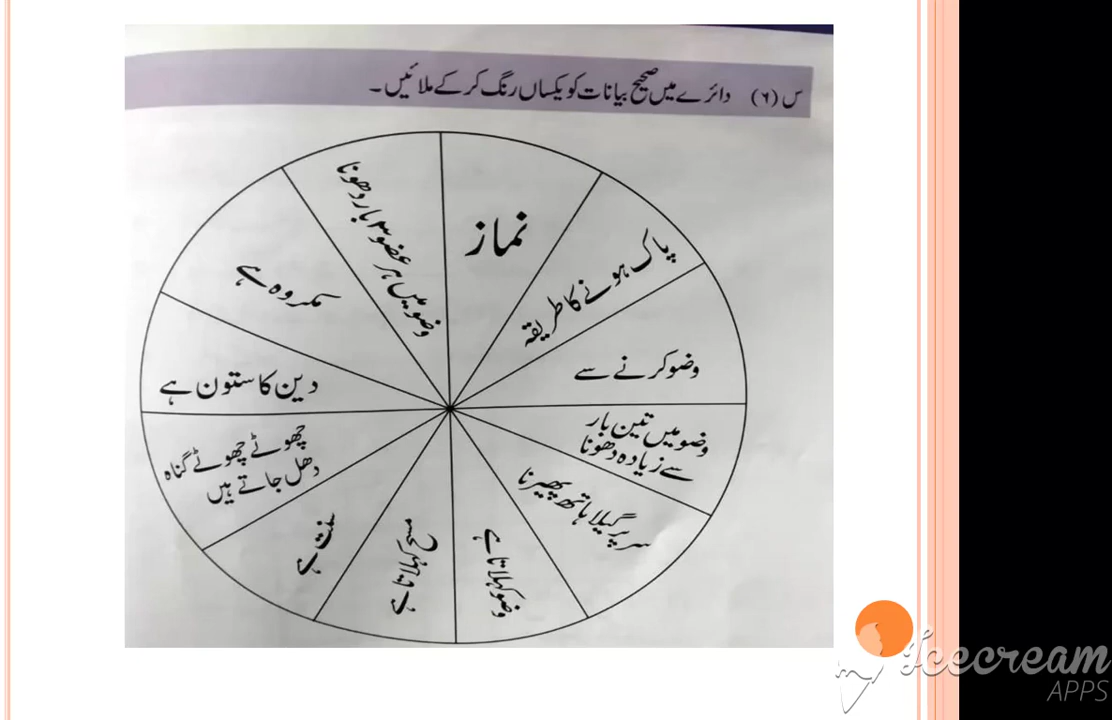 س (٦) دائرے میں صحیح بیانات کو یکساں رنگ کر کے ملائیں۔
نماز
پاک ہونے کا طریقہ
وضو کرنے سے
وضو میں تین بار
سے زیادہ دھونا
سر پر گیلا ہاتھ پھیرنا
وضو کہلاتا ہے
مسح کہلاتا ہے
سنت ہے
چھوٹے چھوٹے گناہ
دھل جاتے ہیں
دین کا ستون ہے
مکروہ ہے
وضو میں ہر عضو ۳ بار دھونا
Icecream
APPS